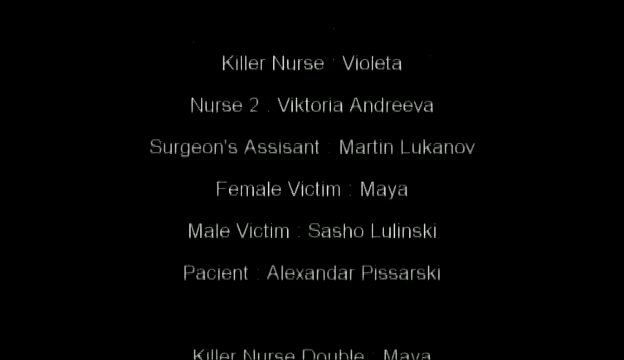 Killer Nurse : Violeta
Nurse 2 : Viktoria Andreeva
Surgeon's Assisant : Martin Lukanov
Female Victim : Maya
Male Victim : Sasho Lulinski
Pacient : Alexandar Pissarski
Killer Nurse Double : Maya